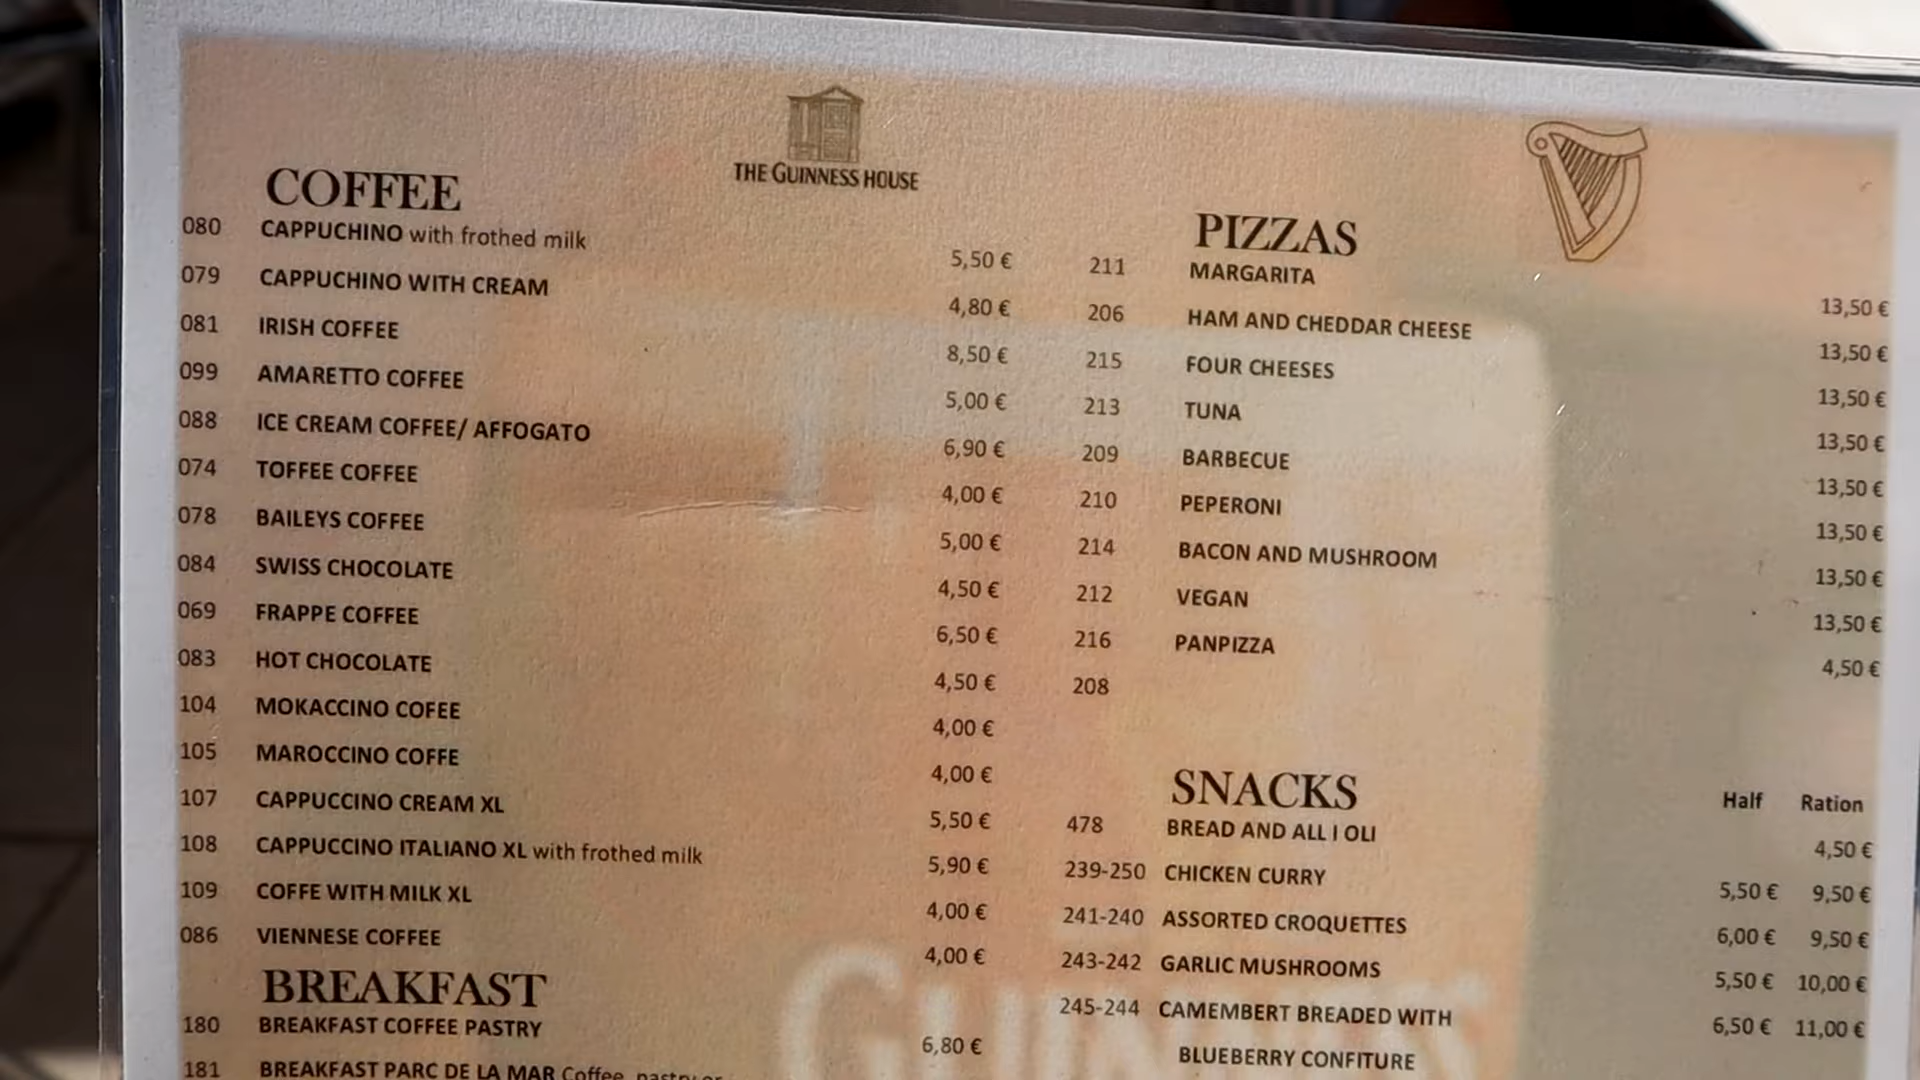 THE GUINNESS HOUSE
COFFEE
080 CAPPUCHINO with frothed milk 5,50 €
079 CAPPUCHINO WITH CREAM 4,80 €
081 IRISH COFFEE 8,50 €
099 AMARETTO COFFEE 5,00 €
088 ICE CREAM COFFEE/ AFFOGATO 6,90 €
074 TOFFEE COFFEE 4,00 €
078 BAILEYS COFFEE 5,00 €
084 SWISS CHOCOLATE 4,50 €
069 FRAPPE COFFEE 6,50 €
083 HOT CHOCOLATE 4,50 €
104 MOKACCINO COFEE 4,00 €
105 MAROCCINO COFFE 4,00 €
107 CAPPUCCINO CREAM XL 5,50 €
108 CAPPUCCINO ITALIANO XL with frothed milk 5,90 €
109 COFFE WITH MILK XL 4,00 €
086 VIENNESE COFFEE 4,00 €
BREAKFAST
180 BREAKFAST COFFEE PASTRY 6,80 €
181 BREAKFAST PARC DE LA MAR Coffee, pastry or
PIZZAS
211 MARGARITA 13,50 €
206 HAM AND CHEDDAR CHEESE 13,50 €
215 FOUR CHEESES 13,50 €
213 TUNA 13,50 €
209 BARBECUE 13,50 €
210 PEPERONI 13,50 €
214 BACON AND MUSHROOM 13,50 €
212 VEGAN 13,50 €
216 PANPIZZA 4,50 €
208
SNACKS Half Ration
478 BREAD AND ALL I OLI 4,50 €
239-250 CHICKEN CURRY 5,50 € 9,50 €
241-240 ASSORTED CROQUETTES 6,00 € 9,50 €
243-242 GARLIC MUSHROOMS 5,50 € 10,00 €
245-244 CAMEMBERT BREADED WITH 6,50 € 11,00 €
BLUEBERRY CONFITURE